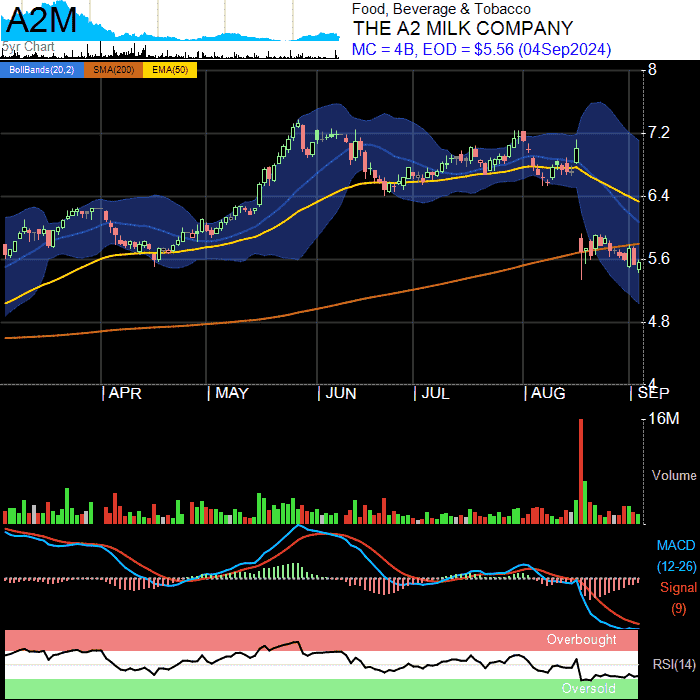 A2M
5yr Chart
Food, Beverage & Tobacco
THE A2 MILK COMPANY
MC = 4B, EOD = $5.56 (04Sep2024)
BollBands(20,2) SMA(200) EMA(50)
8
7.2
6.4
5.6
4.8
4
APR MAY JUN JUL AUG SEP
16M
Volume
MACD
(12-26)
Signal
(9)
Overbought
RSI(14)
Oversold